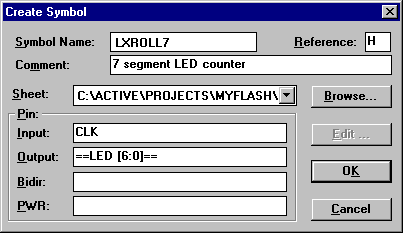 Create Symbol
Symbol Name: LXROLL7 Reference: H
Comment: 7 segment LED counter
Sheet: C:\ACTIVE\PROJECTS\MYFLASH\ Browse...
Pin:
Input: CLK Edit ...
Output: ==LED [6:0]== OK
Bidir:
PWR: Cancel